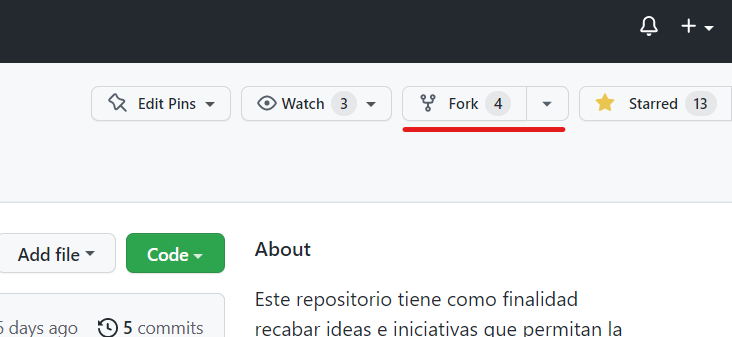 Edit Pins
Watch 3
Fork 4
Starred 13
Add file
Code
About
Este repositorio tiene como finalidad
recabar ideas e iniciativas que permitan la
days ago
5 commits